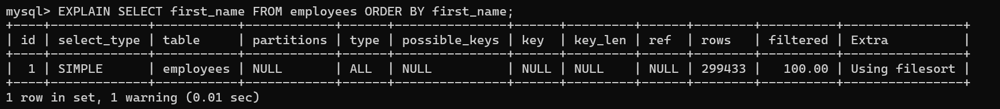 mysql> EXPLAIN SELECT first_name FROM employees ORDER BY first_name;
+----+-------------+-----------+------------+------+---------------+------+---------+------+--------+----------+----------------+
| id | select_type | table     | partitions | type | possible_keys | key  | key_len | ref  | rows   | filtered | Extra          |
+----+-------------+-----------+------------+------+---------------+------+---------+------+--------+----------+----------------+
|  1 | SIMPLE      | employees | NULL       | ALL  | NULL          | NULL | NULL    | NULL | 299433 |   100.00 | Using filesort |
+----+-------------+-----------+------------+------+---------------+------+---------+------+--------+----------+----------------+
1 row in set, 1 warning (0.01 sec)